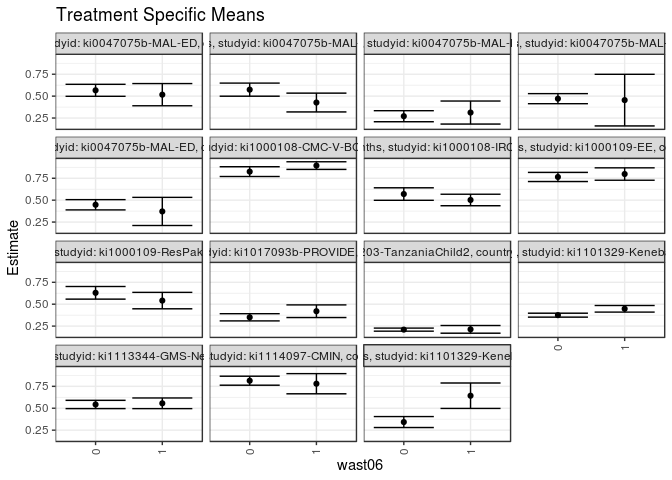 Treatment Specific Means
studyid: ki0047075b-MAL-ED,
studyid: ki0047075b-MAL-
studyid: ki0047075b-MAL-
studyid: ki0047075b-MAL-
0.75
0.50
0.25
studyid: ki0047075b-MAL-ED,
ki1000108-CMC-V-BC
studyid: ki1000108-IRC
studyid: ki1000109-EE,
0.75
0.50
0.25
studyid: ki1000109-ResPak
ki1017093b-PROVIDE
TanzaniaChild2, country
studyid: ki1101329-Keneb
0.75
0.50
0.25
studyid: ki1113344-GMS-Ne
ki1114097-CMIN,
studyid: ki1101329-Kene
0.75
0.50
0.25
0 1 0 1 0 1 0 1
wast06
Estimate